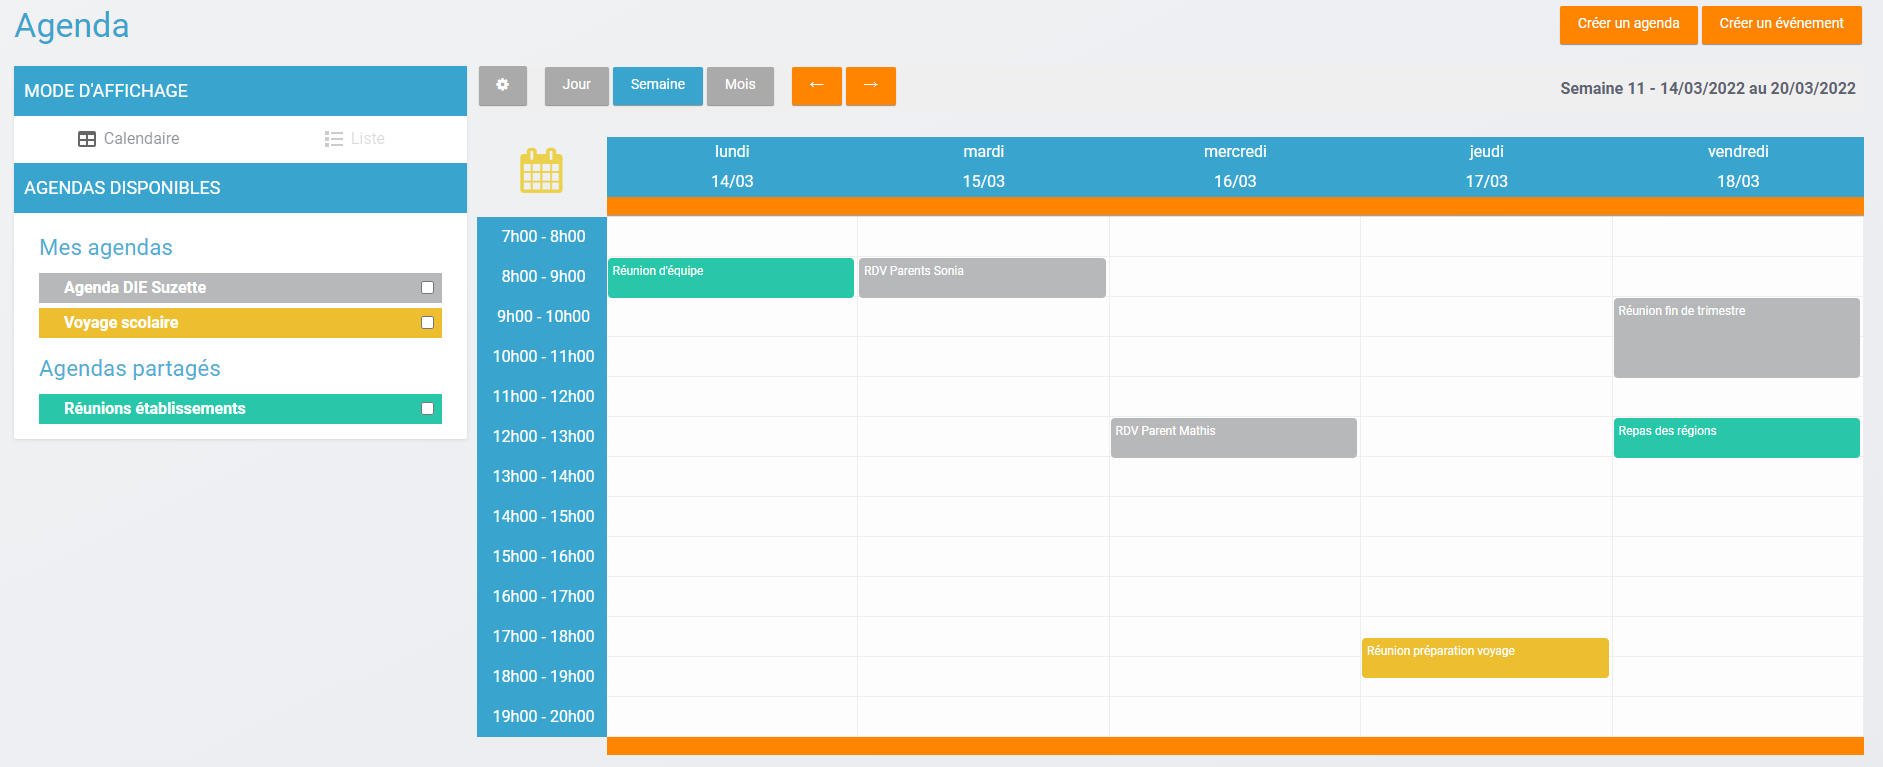 Agenda
Créer un agenda
Créer un événement
MODE D'AFFICHAGE
Calendaire
Liste
AGENDAS DISPONIBLES
Mes agendas
Agenda DIE Suzette
Voyage scolaire
Agendas partagés
Réunions établissements
Jour
Semaine
Mois
←
→
Semaine 11 - 14/03/2022 au 20/03/2022
lundi
14/03
mardi
15/03
mercredi
16/03
jeudi
17/03
vendredi
18/03
7h00 - 8h00
8h00 - 9h00
Réunion d'équipe
RDV Parents Sonia
9h00 - 10h00
Réunion fin de trimestre
10h00 - 11h00
11h00 - 12h00
12h00 - 13h00
RDV Parent Mathis
Repas des régions
13h00 - 14h00
14h00 - 15h00
15h00 - 16h00
16h00 - 17h00
17h00 - 18h00
Réunion préparation voyage
18h00 - 19h00
19h00 - 20h00